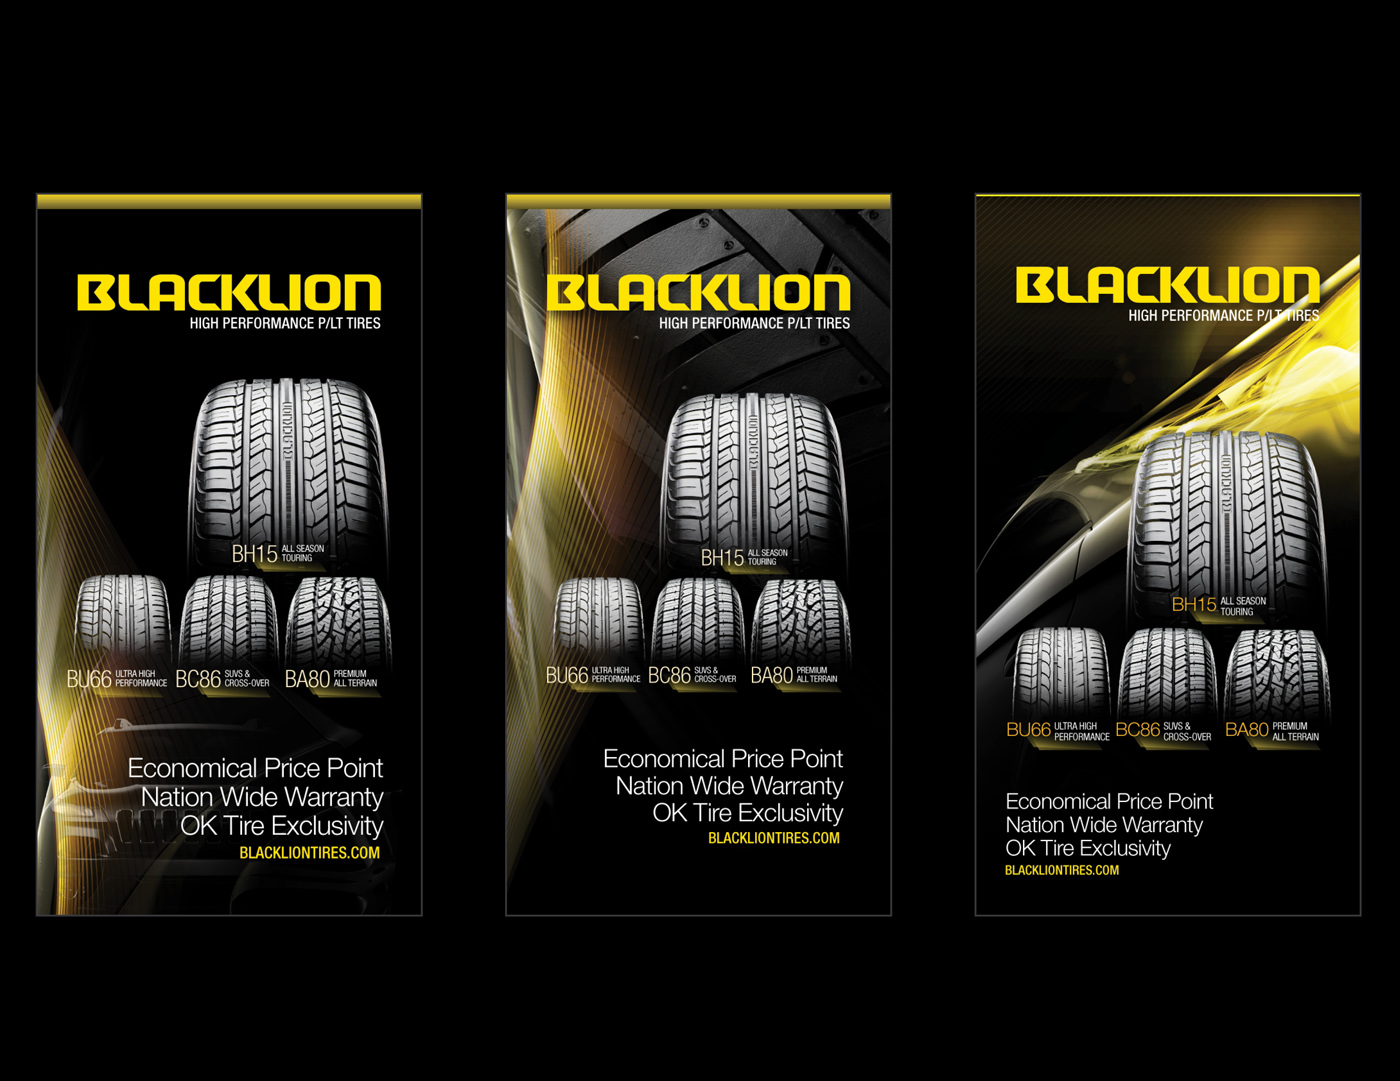 BLACKLION
HIGH PERFORMANCE P/LT TIRES
BLACKLION
BH15 ALL SEASON
TOURING
BU66 ULTRA HIGH
PERFORMANCE
BC86 SUVS &
CROSS-OVER
BA80 PREMIUM
ALL TERRAIN
Economical Price Point
Nation Wide Warranty
OK Tire Exclusivity
BLACKLIONTIRES.COM
BLACKLION
HIGH PERFORMANCE P/LT TIRES
BLACKLION
BH15 ALL SEASON
TOURING
BU66 ULTRA HIGH
PERFORMANCE
BC86 SUVS &
CROSS-OVER
BA80 PREMIUM
ALL TERRAIN
Economical Price Point
Nation Wide Warranty
OK Tire Exclusivity
BLACKLIONTIRES.COM
BLACKLION
HIGH PERFORMANCE P/LT TIRES
BLACKLION
BH15 ALL SEASON
TOURING
BU66 ULTRA HIGH
PERFORMANCE
BC86 SUVS &
CROSS-OVER
BA80 PREMIUM
ALL TERRAIN
Economical Price Point
Nation Wide Warranty
OK Tire Exclusivity
BLACKLIONTIRES.COM